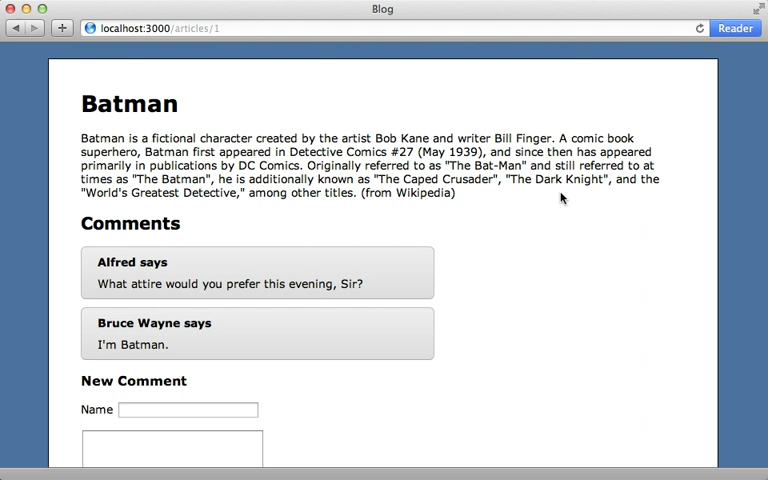 Blog
localhost:3000/articles/1
Reader
Batman
Batman is a fictional character created by the artist Bob Kane and writer Bill Finger. A comic book
superhero, Batman first appeared in Detective Comics #27 (May 1939), and since then has appeared
primarily in publications by DC Comics. Originally referred to as "The Bat-Man" and still referred to at
times as "The Batman", he is additionally known as "The Caped Crusader", "The Dark Knight", and the
"World's Greatest Detective," among other titles. (from Wikipedia)
Comments
Alfred says
What attire would you prefer this evening, Sir?
Bruce Wayne says
I'm Batman.
New Comment
Name